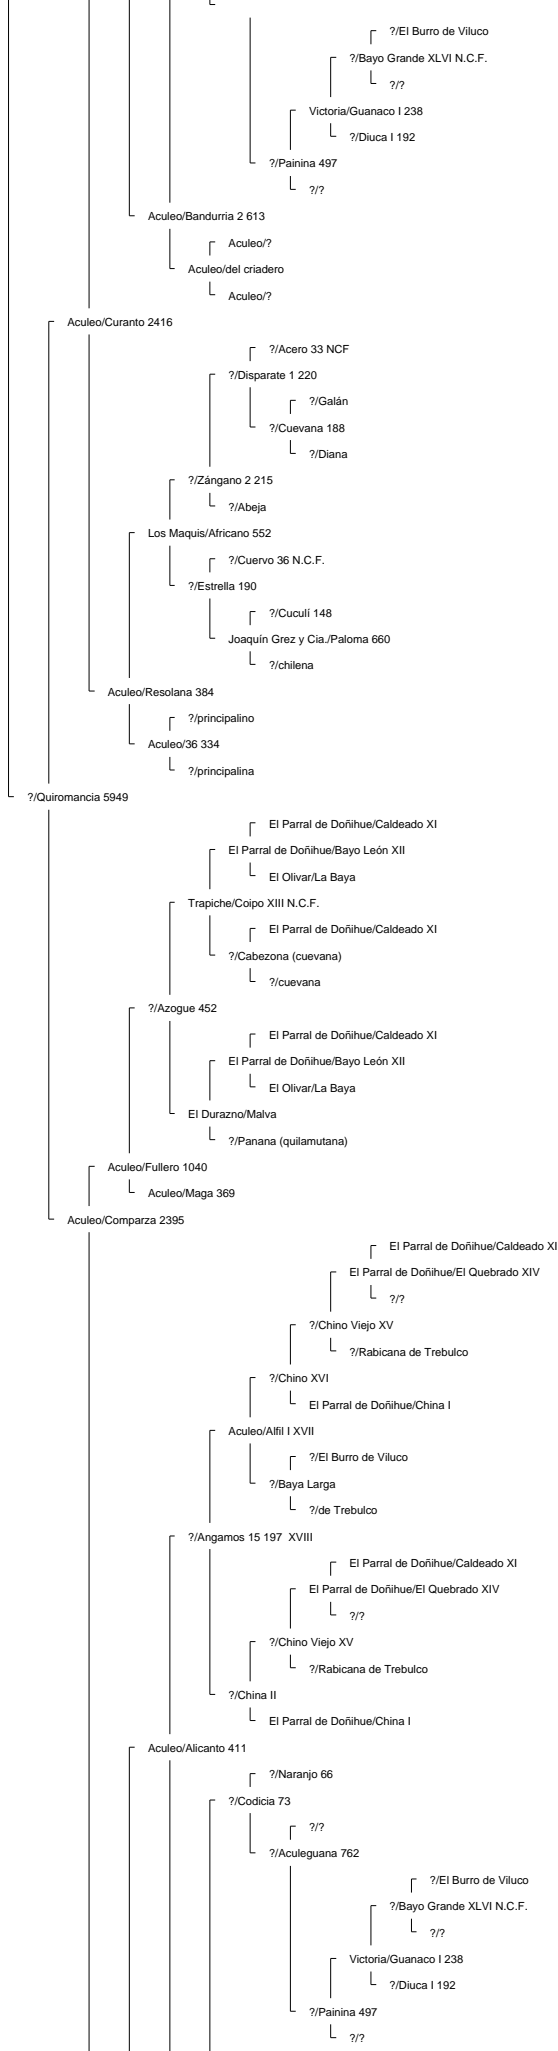 ?/El Burro de Viluco
?/Bayo Grande XLVI N.C.F.
?/?
Victoria/Guanaco I 238
?/Diuca I 192
?/Painina 497
?/?
Aculeo/Bandurria 2 613
Aculeo/?
Aculeo/del criadero
Aculeo/?
Aculeo/Curanto 2416
?/Acero 33 NCF
?/Disparate 1 220
?/Galán
?/Cuevana 188
?/Diana
?/Zángano 2 215
?/Abeja
Los Maquis/Africano 552
?/Cuervo 36 N.C.F.
?/Estrella 190
?/Cuculí 148
Joaquín Grez y Cia./Paloma 660
?/chilena
Aculeo/Resolana 384
?/principalino
Aculeo/36 334
?/principalina
?/Quiromancia 5949
El Parral de Doñihue/Caldeado XI
El Parral de Doñihue/Bayo León XII
El Olivar/La Baya
Trapiche/Coipo XIII N.C.F.
El Parral de Doñihue/Caldeado XI
?/Cabezona (cuevana)
?/cuevana
?/Azogue 452
El Parral de Doñihue/Caldeado XI
El Parral de Doñihue/Bayo León XII
El Olivar/La Baya
El Durazno/Malva
?/Panana (quilamutana)
Aculeo/Fullero 1040
Aculeo/Maga 369
Aculeo/Comparza 2395
El Parral de Doñihue/Caldeado XI
El Parral de Doñihue/El Quebrado XIV
?/?
?/Chino Viejo XV
?/Rabicana de Trebulco
?/Chino XVI
El Parral de Doñihue/China I
Aculeo/Alfil I XVII
?/El Burro de Viluco
?/Baya Larga
?/de Trebulco
?/Angamos 15 197 XVIII
El Parral de Doñihue/Caldeado XI
El Parral de Doñihue/El Quebrado XIV
?/?
?/Chino Viejo XV
?/Rabicana de Trebulco
?/China II
El Parral de Doñihue/China I
Aculeo/Alicanto 411
?/Naranjo 66
?/Codicia 73
?/?
?/Aculeguana 762
?/El Burro de Viluco
?/Bayo Grande XLVI N.C.F.
?/?
Victoria/Guanaco I 238
?/Diuca I 192
?/Painina 497
?/?